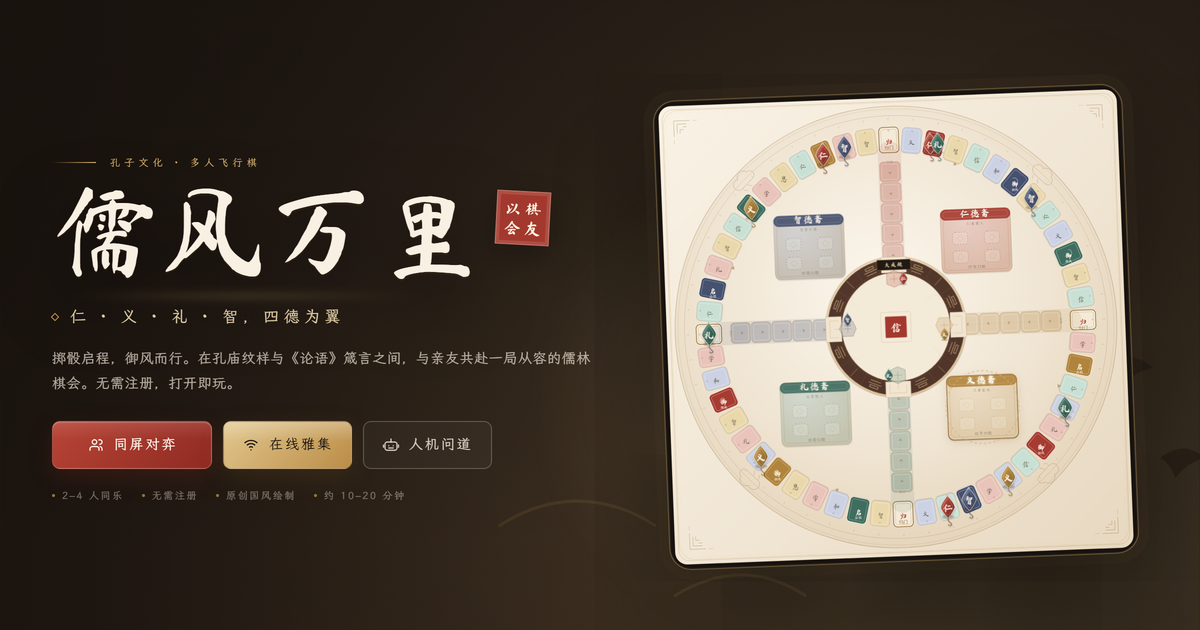 孔子文化 · 多人飞行棋
儒风万里
以棋
会友
仁 · 义 · 礼 · 智，四德为翼
掷骰启程，御风而行。在孔庙纹样与《论语》箴言之间，与亲友共赴一局从容的儒林
棋会。无需注册，打开即玩。
同屏对弈
在线雅集
人机问道
2–4 人同乐
无需注册
原创国风绘制
约 10–20 分钟
智德斋
仁德斋
大成殿
信
礼德斋
义德斋